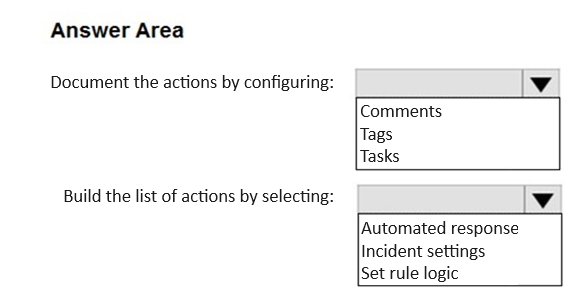 Answer Area
Document the actions by configuring:
Comments
Tags
Tasks
Build the list of actions by selecting:
Automated response
Incident settings
Set rule logic